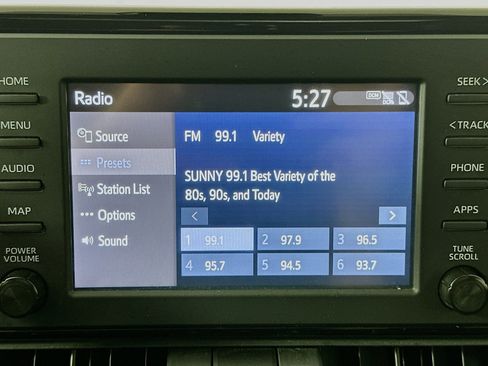 HOME
MENU
AUDIO
MAP
POWER
VOLUME
Radio
5:27
DCM
Source
Presets
Station List
Options
Sound
FM 99.1 Variety
SUNNY 99.1 Best Variety of the
80s, 90s, and Today
< >
1 99.1 2 97.9 3 96.5
4 95.7 5 94.5 6 93.7
SEEK >
< TRACK
PHONE
APPS
TUNE
SCROLL